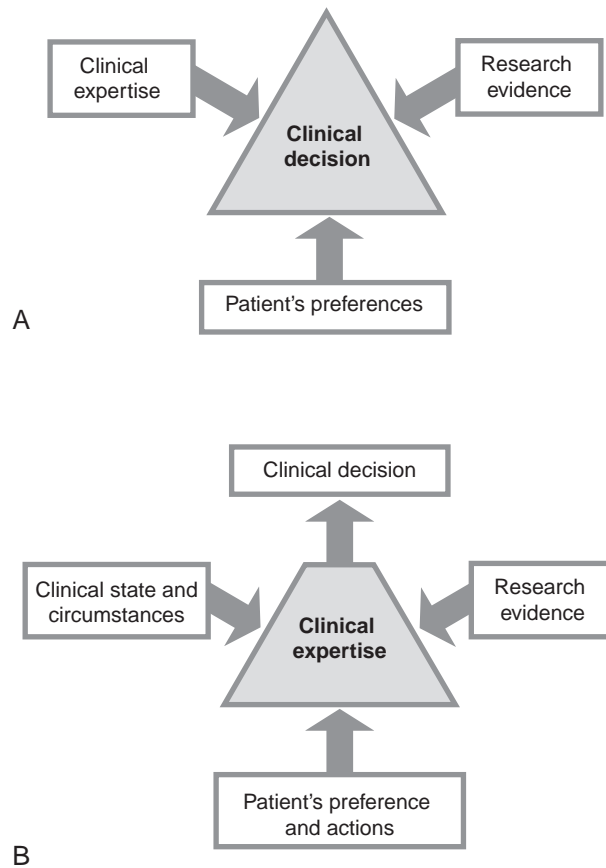 Clinical
expertise
Research
evidence
Clinical
decision
Patient's preferences
A
Clinical decision
Clinical state and
circumstances
Research
evidence
Clinical
expertise
Patient's preference
and actions
B